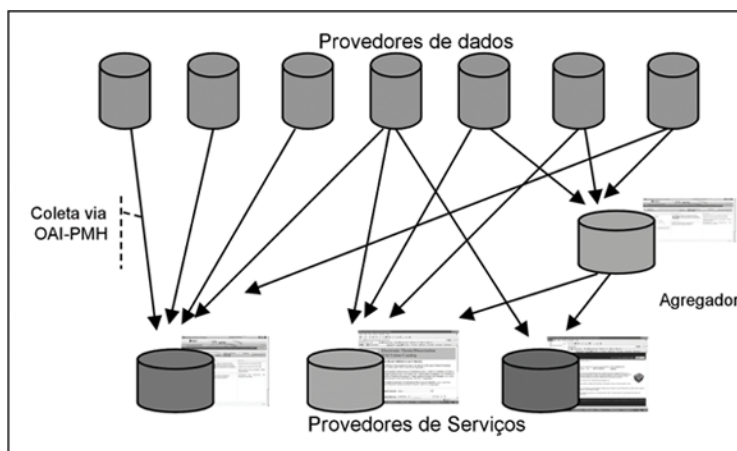 Provedores de dados
Coleta via
OAI-PMH
Agregador
Provedores de Serviços